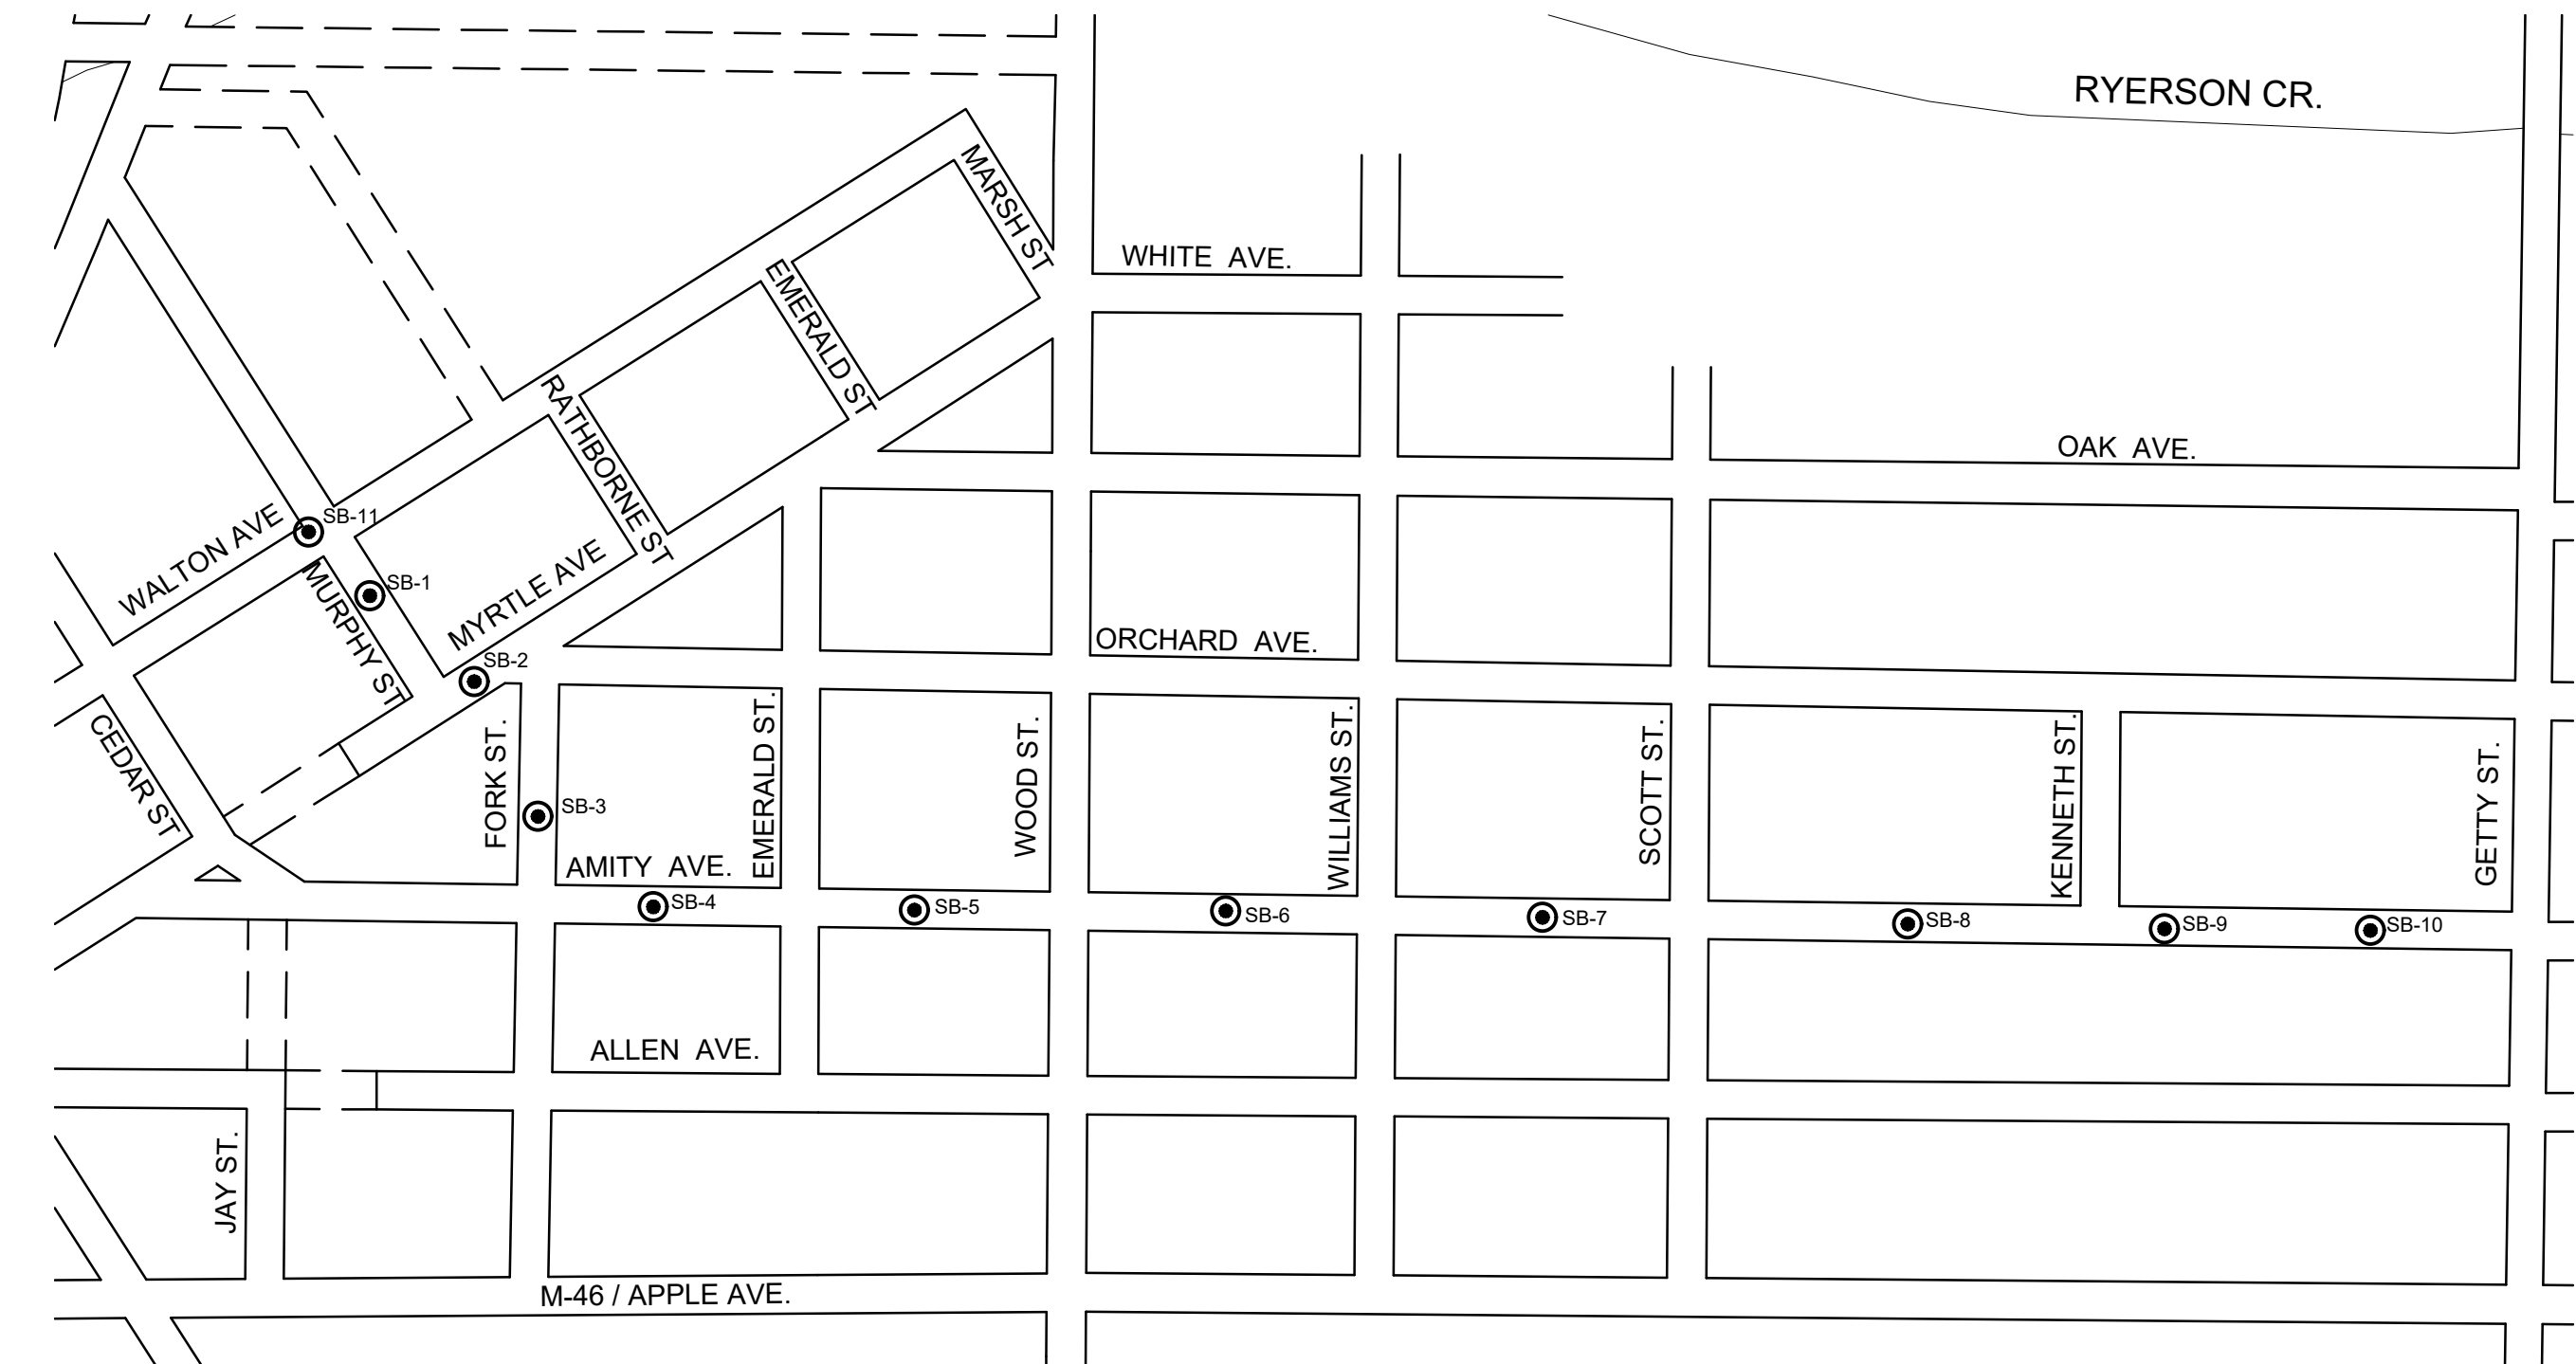 RYERSON CR.
MARSH ST
WHITE AVE.
EMERALD ST
RATHBORNE ST
OAK AVE.
WALTON AVE
SB-11
SB-1
MURPHY ST
MYRTLE AVE
SB-2
ORCHARD AVE.
CEDAR ST
FORK ST.
SB-3
EMERALD ST.
WOOD ST.
WILLIAMS ST.
SCOTT ST.
KENNETH ST.
GETTY ST.
AMITY AVE.
SB-4
SB-5
SB-6
SB-7
SB-8
SB-9
SB-10
ALLEN AVE.
JAY ST.
M-46 / APPLE AVE.